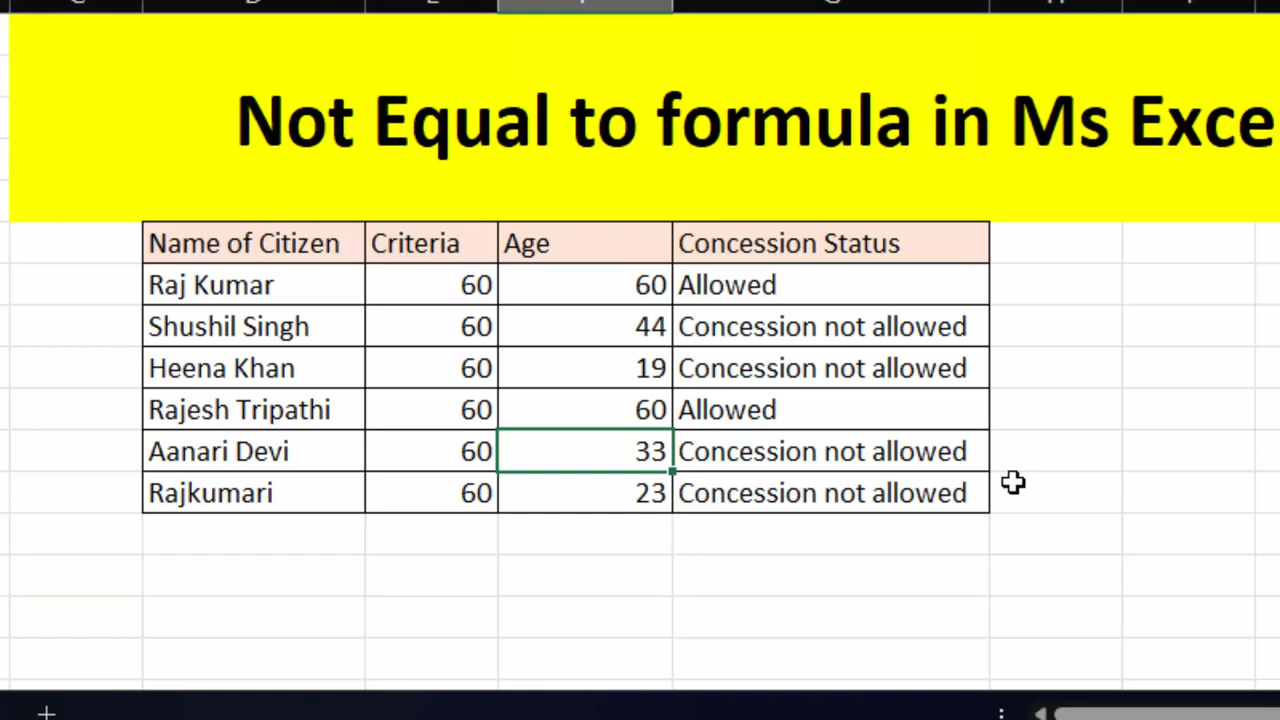 Not Equal to formula in Ms Exce
Name of Citizen Criteria Age Concession Status
Raj Kumar 60 60 Allowed
Shushil Singh 60 44 Concession not allowed
Heena Khan 60 19 Concession not allowed
Rajesh Tripathi 60 60 Allowed
Aanari Devi 60 33 Concession not allowed
Rajkumari 60 23 Concession not allowed